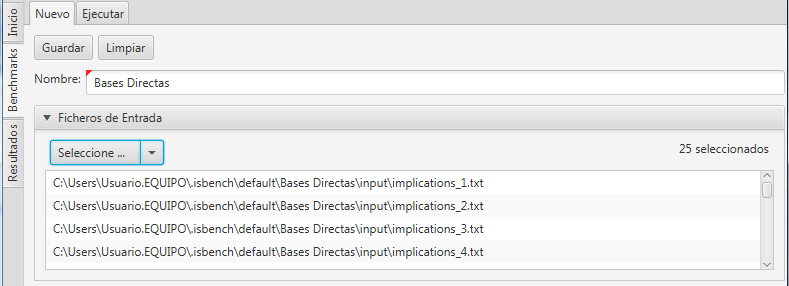 Inicio
Benchmarks
Resultados
Nuevo Ejecutar
Guardar Limpiar
Nombre: Bases Directas
Ficheros de Entrada
Seleccione ... 25 seleccionados
C:\Users\Usuario.EQUIPO\.isbench\default\Bases Directas\input\implications_1.txt
C:\Users\Usuario.EQUIPO\.isbench\default\Bases Directas\input\implications_2.txt
C:\Users\Usuario.EQUIPO\.isbench\default\Bases Directas\input\implications_3.txt
C:\Users\Usuario.EQUIPO\.isbench\default\Bases Directas\input\implications_4.txt